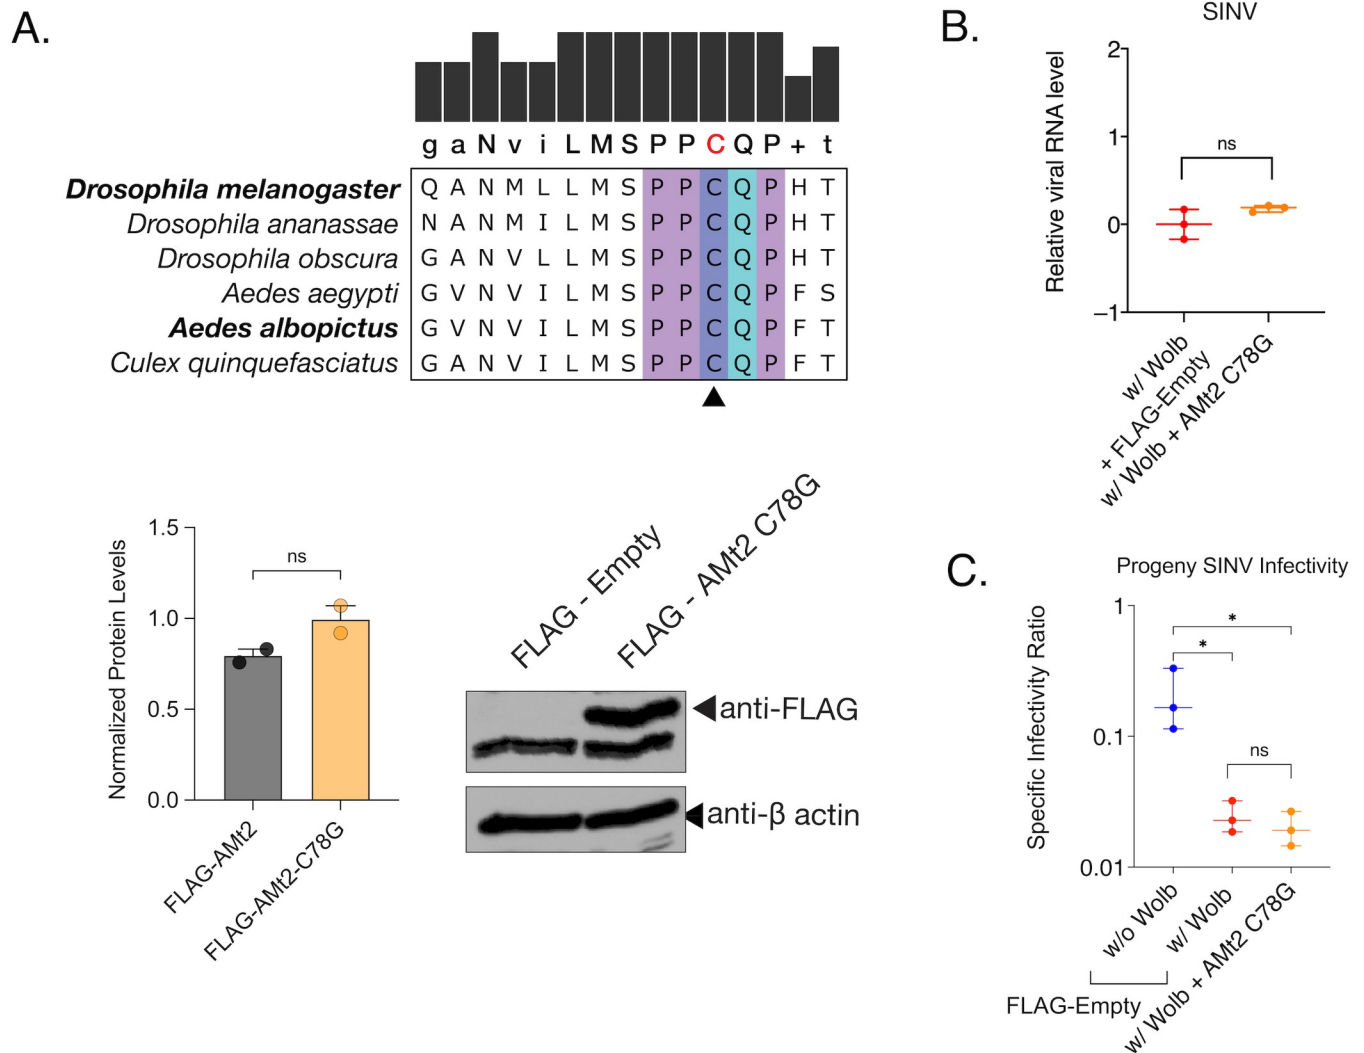 A.
g a N v i L M S P P C Q P + t
Drosophila melanogaster Q A N M L L M S P P C Q P H T
Drosophila ananassae N A N M I L M S P P C Q P H T
Drosophila obscura G A N V L L M S P P C Q P H T
Aedes aegypti G V N V I L M S P P C Q P F S
Aedes albopictus G V N V I L M S P P C Q P F T
Culex quinquefasciatus G A N V I L M S P P C Q P F T
Normalized Protein Levels
1.5
1.0
0.5
0.0
ns
FLAG-AMt2
FLAG-AMt2-C78G
FLAG - Empty
FLAG - AMt2 C78G
anti-FLAG
anti-β actin
B.
SINV
Relative viral RNA level
2
1
0
−1
ns
w/ Wolb
+ FLAG-Empty
w/ Wolb + AMt2 C78G
C.
Progeny SINV Infectivity
Specific Infectivity Ratio
1
0.1
0.01
*
*
ns
w/o Wolb
w/ Wolb
w/ Wolb + AMt2 C78G
FLAG-Empty